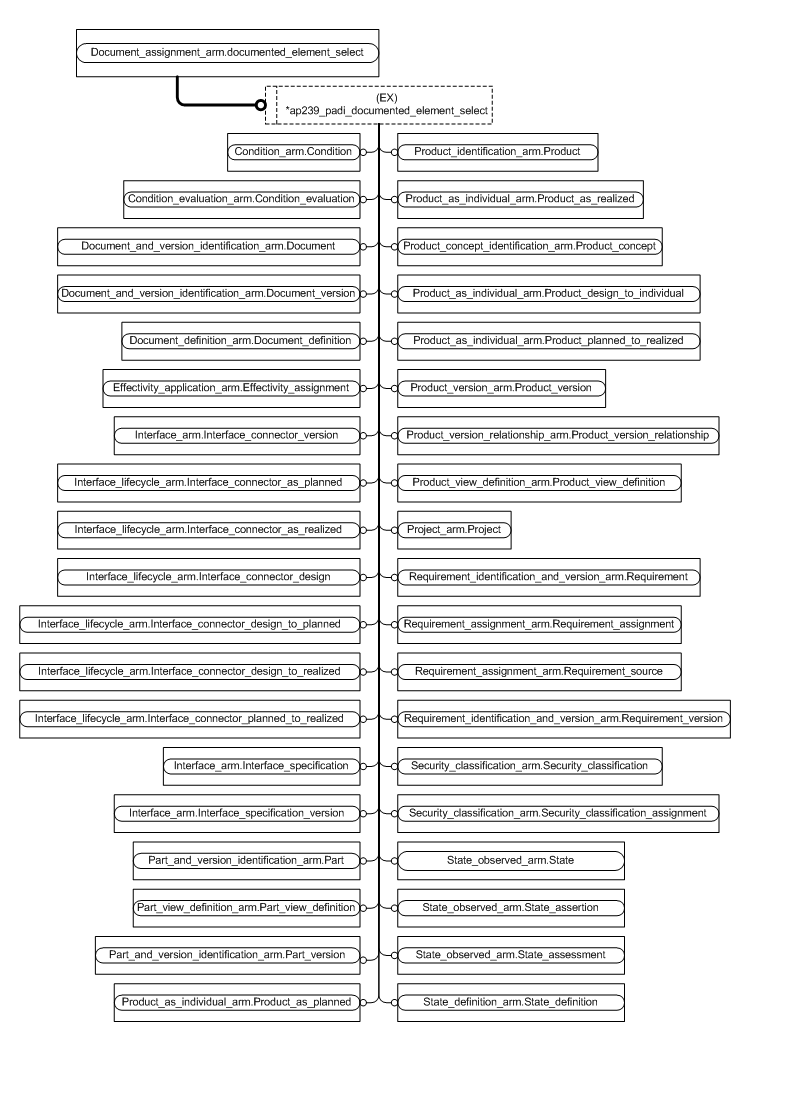 Document_assignment_arm.documented_element_select
(EX)
*ap239_padi_documented_element_select
Condition_arm.Condition
Product_identification_arm.Product
Condition_evaluation_arm.Condition_evaluation
Product_as_individual_arm.Product_as_realized
Document_and_version_identification_arm.Document
Product_concept_identification_arm.Product_concept
Document_and_version_identification_arm.Document_version
Product_as_individual_arm.Product_design_to_individual
Document_definition_arm.Document_definition
Product_as_individual_arm.Product_planned_to_realized
Effectivity_application_arm.Effectivity_assignment
Product_version_arm.Product_version
Interface_arm.Interface_connector_version
Product_version_relationship_arm.Product_version_relationship
Interface_lifecycle_arm.Interface_connector_as_planned
Product_view_definition_arm.Product_view_definition
Interface_lifecycle_arm.Interface_connector_as_realized
Project_arm.Project
Interface_lifecycle_arm.Interface_connector_design
Requirement_identification_and_version_arm.Requirement
Interface_lifecycle_arm.Interface_connector_design_to_planned
Requirement_assignment_arm.Requirement_assignment
Interface_lifecycle_arm.Interface_connector_design_to_realized
Requirement_assignment_arm.Requirement_source
Interface_lifecycle_arm.Interface_connector_planned_to_realized
Requirement_identification_and_version_arm.Requirement_version
Interface_arm.Interface_specification
Security_classification_arm.Security_classification
Interface_arm.Interface_specification_version
Security_classification_arm.Security_classification_assignment
Part_and_version_identification_arm.Part
State_observed_arm.State
Part_view_definition_arm.Part_view_definition
State_observed_arm.State_assertion
Part_and_version_identification_arm.Part_version
State_observed_arm.State_assessment
Product_as_individual_arm.Product_as_planned
State_definition_arm.State_definition